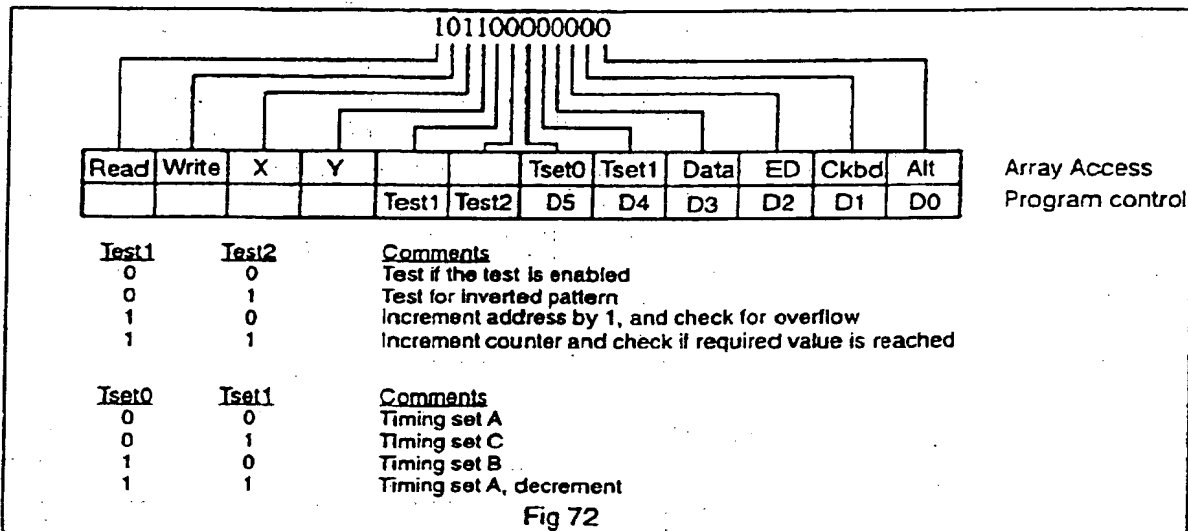 101100000000
Read Write X Y Tset0 Tset1 Data ED Ckbd Alt Array Access
Test1 Test2 D5 D4 D3 D2 D1 D0 Program control
Test1 Test2 Comments
0 0 Test if the test is enabled
0 1 Test for inverted pattern
1 0 Increment address by 1, and check for overflow
1 1 Increment counter and check if required value is reached
Tset0 Tset1 Comments
0 0 Timing set A
0 1 Timing set C
1 0 Timing set B
1 1 Timing set A, decrement
Fig 72